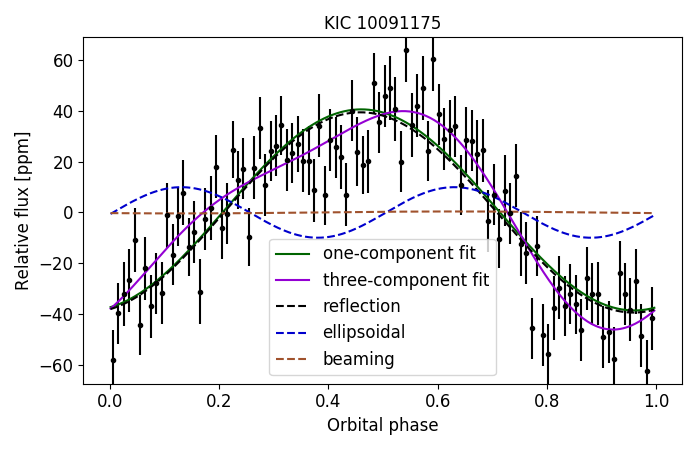 KIC 10091175
Relative flux [ppm]
60
40
20
0
−20
−40
−60
one-component fit
three-component fit
reflection
ellipsoidal
beaming
0.0 0.2 0.4 0.6 0.8 1.0
Orbital phase